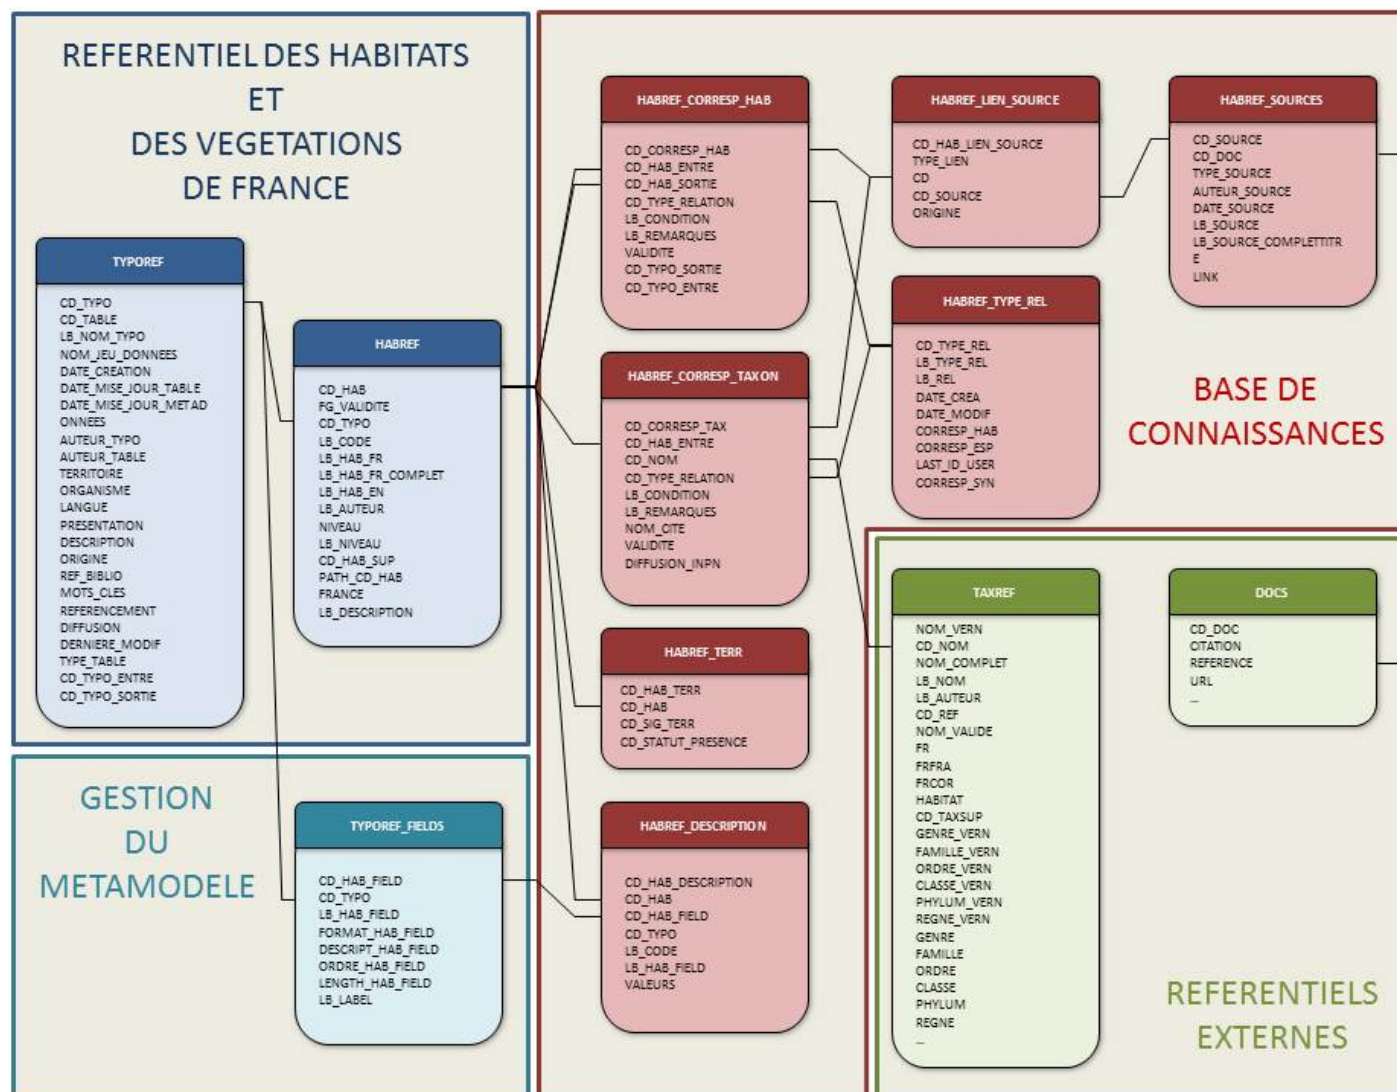 RÉFERENTIEL DES HABITATS
ET
DES VEGETATIONS
DE FRANCE
TYPOREF
CD_TYPO
CD_TABLE
LB_NOM_TYPO
NOM_JEU_DONNEES
DATE_CREATION
DATE_MISE_JOUR_TABLE
DATE_MISE_JOUR_METAD
ONNEES
AUTEUR_TYPO
AUTEUR_TABLE
TERRITOIRE
ORGANISME
LANGUE
PRESENTATION
DESCRIPTION
ORIGINE
REF_BIBLIO
MOTS_CLES
REFERENCEMENT
DIFFUSION
DERNIERE_MODIF
TYPE_TABLE
CD_TYPO_ENTRE
CD_TYPO_SORTIE
HABREF
CD_HAB
FG_VALIDITE
CD_TYPO
LB_CODE
LB_HAB_FR
LB_HAB_FR_COMPLET
LB_HAB_EN
LB_AUTEUR
NIVEAU
LB_NIVEAU
CD_HAB_SUP
PATH_CD_HAB
FRANCE
LB_DESCRIPTION
GESTION
DU
METAMODELE
TYPOREF_FIELDS
CD_HAB_FIELD
CD_TYPO
LB_HAB_FIELD
FORMAT_HAB_FIELD
DESCRIPT_HAB_FIELD
ORDRE_HAB_FIELD
LENGTH_HAB_FIELD
LB_LABEL
HABREF_CORRESP_HAB
CD_CORRESP_HAB
CD_HAB_ENTRE
CD_HAB_SORTIE
CD_TYPE_RELATION
LB_CONDITION
LB_REMARQUES
VALIDITE
CD_TYPO_SORTIE
CD_TYPO_ENTRE
HABREF_CORRESP_TAXON
CD_CORRESP_TAX
CD_HAB_ENTRE
CD_NOM
CD_TYPE_RELATION
LB_CONDITION
LB_REMARQUES
NOM_CITE
VALIDITE
DIFFUSION_INPN
HABREF_TERR
CD_HAB_TERR
CD_HAB
CD_SIG_TERR
CD_STATUT_PRESENCE
HABREF_DESCRIPTION
CD_HAB_DESCRIPTION
CD_HAB
CD_HAB_FIELD
CD_TYPO
LB_CODE
LB_HAB_FIELD
VALEURS
HABREF_LIEN_SOURCE
CD_HAB_LIEN_SOURCE
TYPE_LIEN
CD
CD_SOURCE
ORIGINE
HABREF_TYPE_REL
CD_TYPE_REL
LB_TYPE_REL
LB_REL
DATE_CREA
DATE_MODIF
CORRESP_HAB
CORRESP_ESP
LAST_ID_USER
CORRESP_SYN
HABREF_SOURCES
CD_SOURCE
CD_DOC
TYPE_SOURCE
AUTEUR_SOURCE
DATE_SOURCE
LB_SOURCE
LB_SOURCE_COMPLETTITR
E
LINK
BASE DE
CONNAISSANCES
TAXREF
NOM_VERN
CD_NOM
NOM_COMPLET
LB_NOM
LB_AUTEUR
CD_REF
NOM_VALIDE
FR
FRFRA
FRCOR
HABITAT
CD_TAXSUP
GENRE_VERN
FAMILLE_VERN
ORDRE_VERN
CLASSE_VERN
PHYLUM_VERN
REGNE_VERN
GENRE
FAMILLE
ORDRE
CLASSE
PHYLUM
REGNE
...
DOCS
CD_DOC
CITATION
REFERENCE
URL
...
REFERENTIELS
EXTERNES